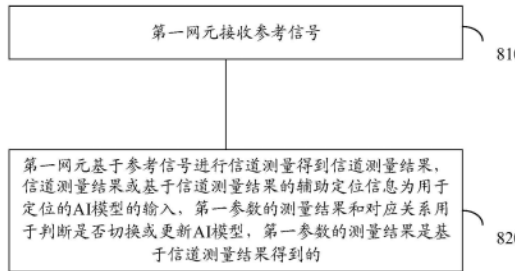 第一网元接收参考信号
810
第一网元基于参考信号进行信道测量得到信道测量结果，
信道测量结果或基于信道测量结果的辅助定位信息为用于
定位的AI模型的输入，第一参数的测量结果和对应关系用
于判断是否切换或更新AI模型，第一参数的测量结果是基
于信道测量结果得到的
820